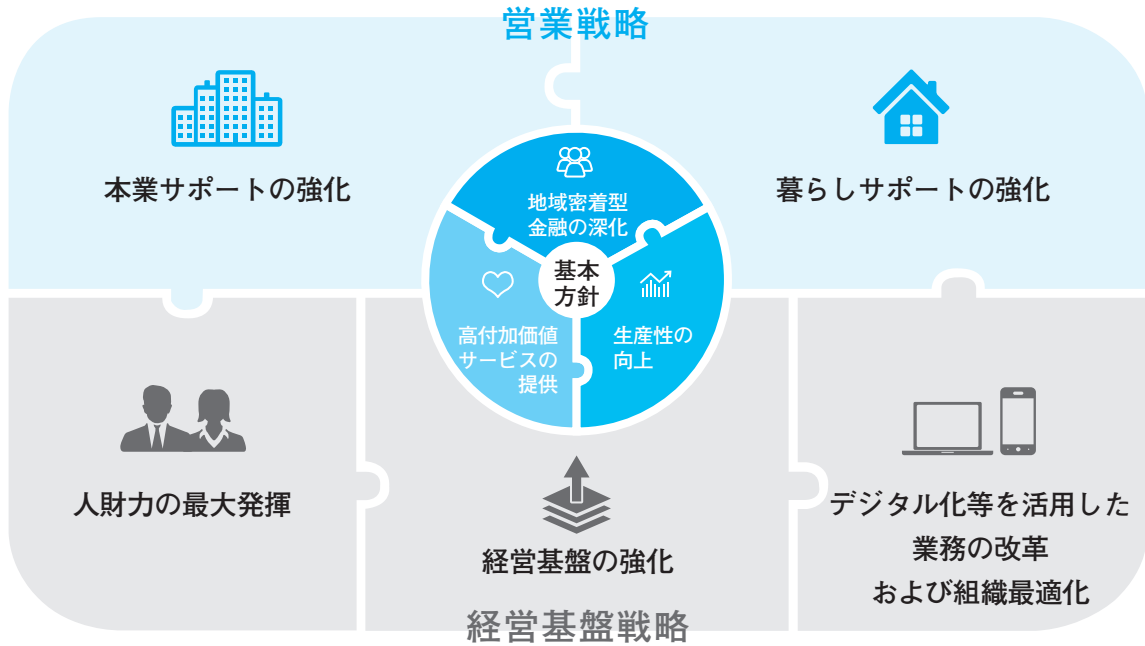 営業戦略
本業サポートの強化
暮らしサポートの強化
地域密着型
金融の深化
基本
方針
高付加価値
サービスの
提供
生産性の
向上
人財力の最大発揮
経営基盤の強化
デジタル化等を活用した
業務の改革
および組織最適化
経営基盤戦略